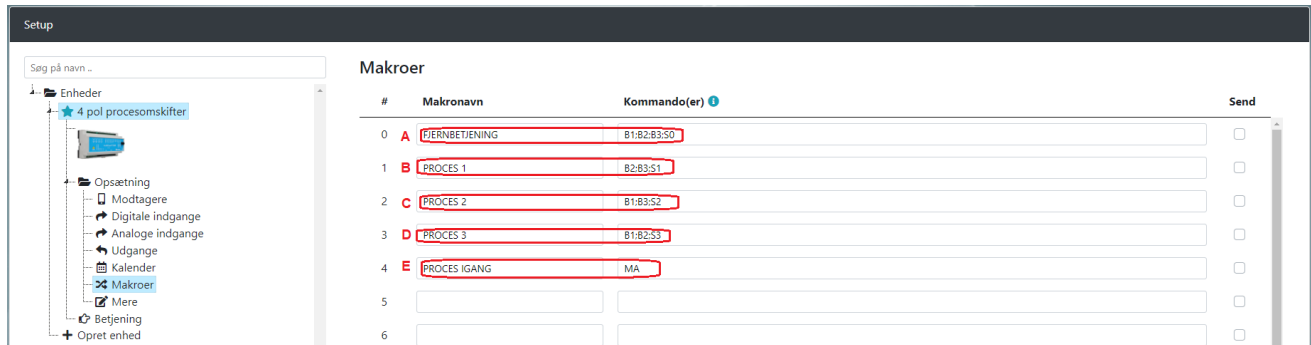 Setup
Søg på navn ..
Enheder
4 pol procesomskifter
Opsætning
Modtagere
Digitale indgange
Analoge indgange
Udgange
Kalender
Makroer
Mere
Betjening
Opret enhed
Makroer
# Makronavn Kommando(er) Send
0 A FJERNBETJENING B1;B2;B3;S0
1 B PROCES 1 B2;B3;S1
2 C PROCES 2 B1;B3;S2
3 D PROCES 3 B1;B2;S3
4 E PROCES IGANG MA
5
6